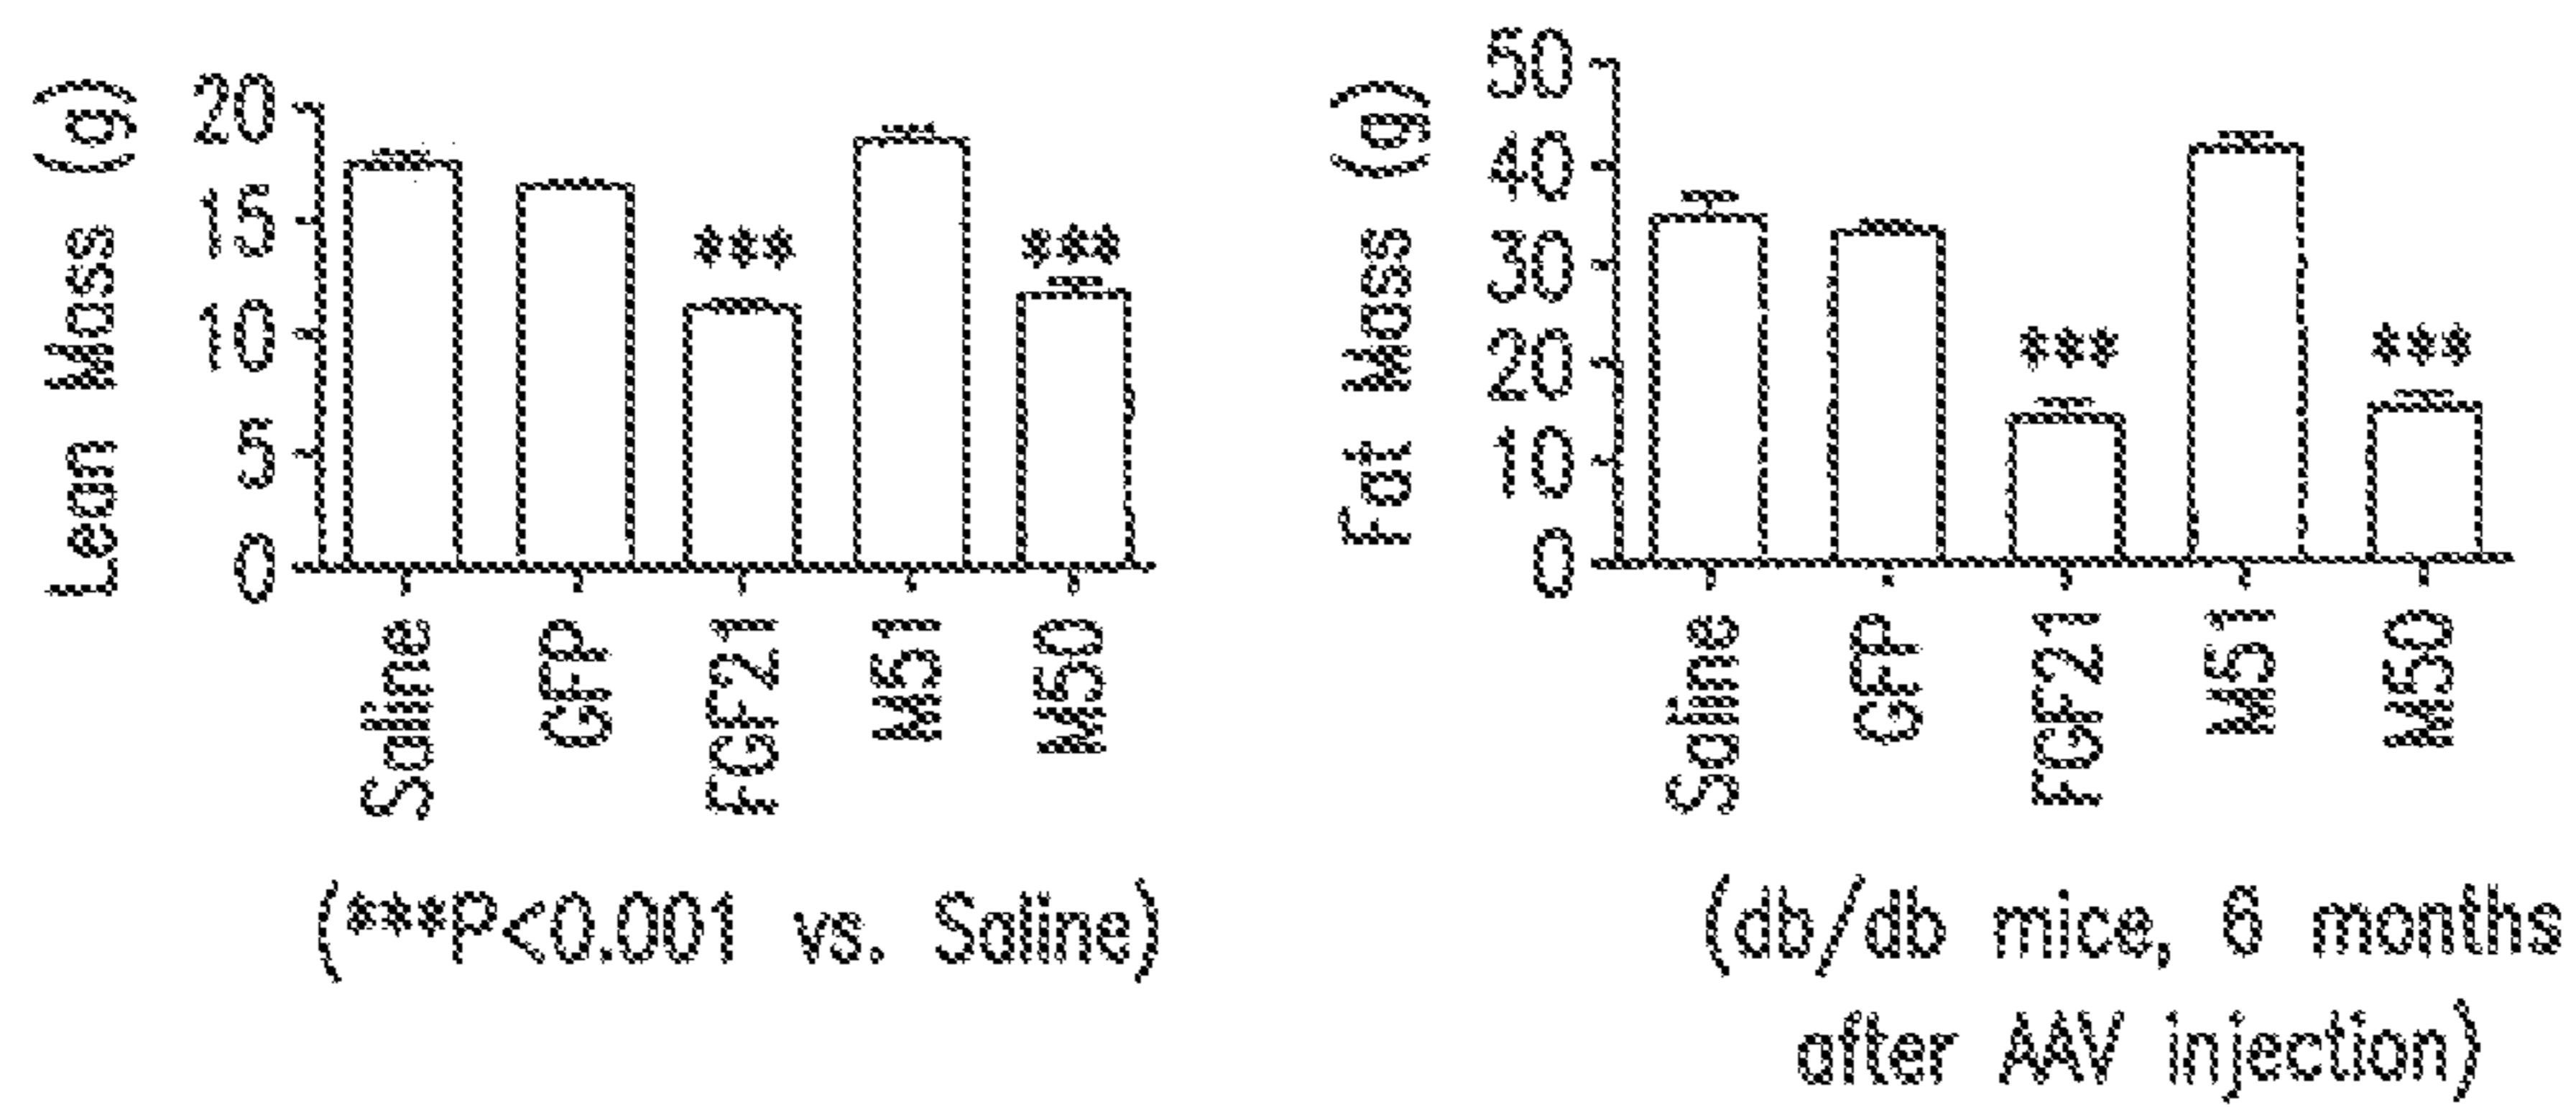 Lean Mass (g)
20
15
10
5
0
***
***
Saline
GFP
FGF21
M51
M50
(***P<0.001 vs. Saline)
Fat Mass (g)
50
40
30
20
10
0
***
***
Saline
GFP
FGF21
M51
M50
(db/db mice, 6 months
after AAV injection)